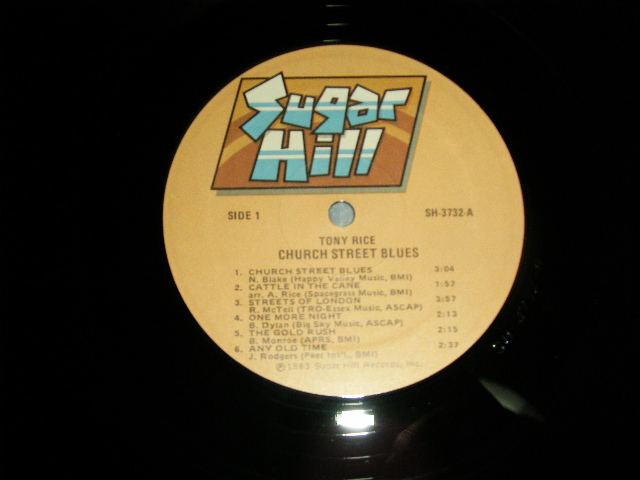 Sugar
Hill
SIDE 1
SH-3732-A
TONY RICE
CHURCH STREET BLUES
1. CHURCH STREET BLUES 3:04
N. Blake (Happy Valley Music, BMI)
2. CATTLE IN THE CANE 1:57
arr. A. Rice (Spacegrass Music, BMI)
3. STREETS OF LONDON 3:57
R. McTell (TRO-Essex Music, ASCAP)
4. ONE MORE NIGHT 2:13
B. Dylan (Big Sky Music, ASCAP)
5. THE GOLD RUSH 2:15
B. Monroe (APRS, BMI)
6. ANY OLD TIME 2:37
J. Rodgers (Peer Int'l., BMI)
℗1983 Sugar Hill Records, Inc.